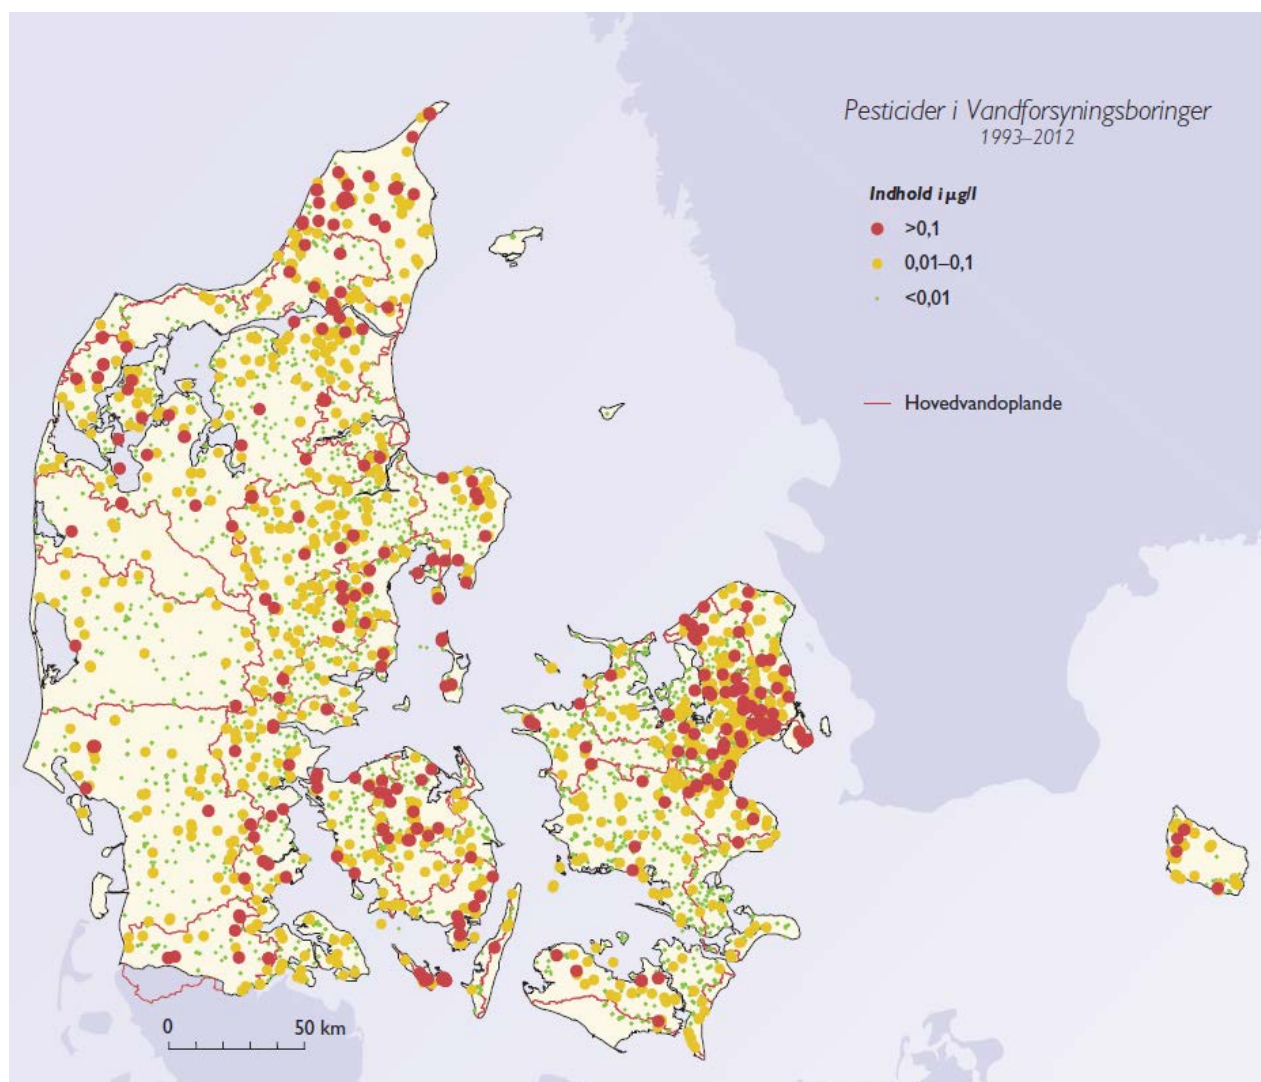 Pesticider i Vandforsyningsboringer
1993–2012
Indhold i µg/l
>0,1
0,01–0,1
<0,01
Hovedvandoplande
0 50 km